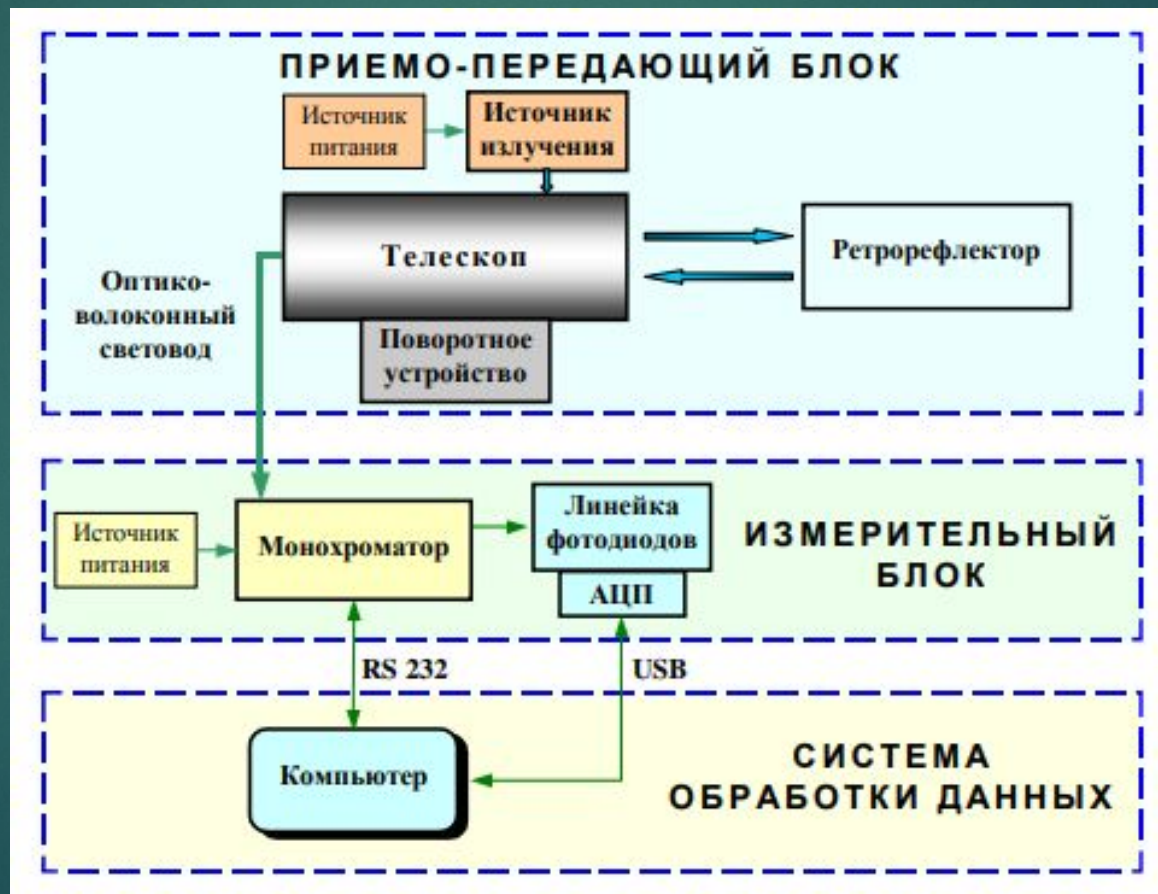 ПРИЕМО-ПЕРЕДАЮЩИЙ БЛОК
Источник
питания
Источник
излучения
Телескоп
Ретрорефлектор
Оптико-
волоконный
световод
Поворотное
устройство
Источник
питания
Монохроматор
Линейка
фотодиодов
АЦП
ИЗМЕРИТЕЛЬНЫЙ
БЛОК
RS 232
USB
Компьютер
СИСТЕМА
ОБРАБОТКИ ДАННЫХ